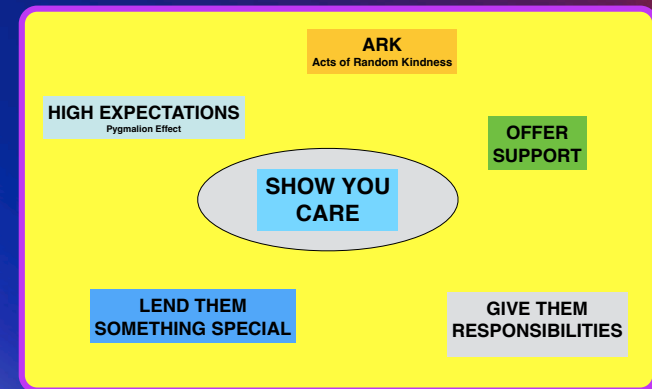 ARK
Acts of Random Kindness
HIGH EXPECTATIONS
Pygmalion Effect
OFFER
SUPPORT
SHOW YOU
CARE
LEND THEM
SOMETHING SPECIAL
GIVE THEM
RESPONSIBILITIES